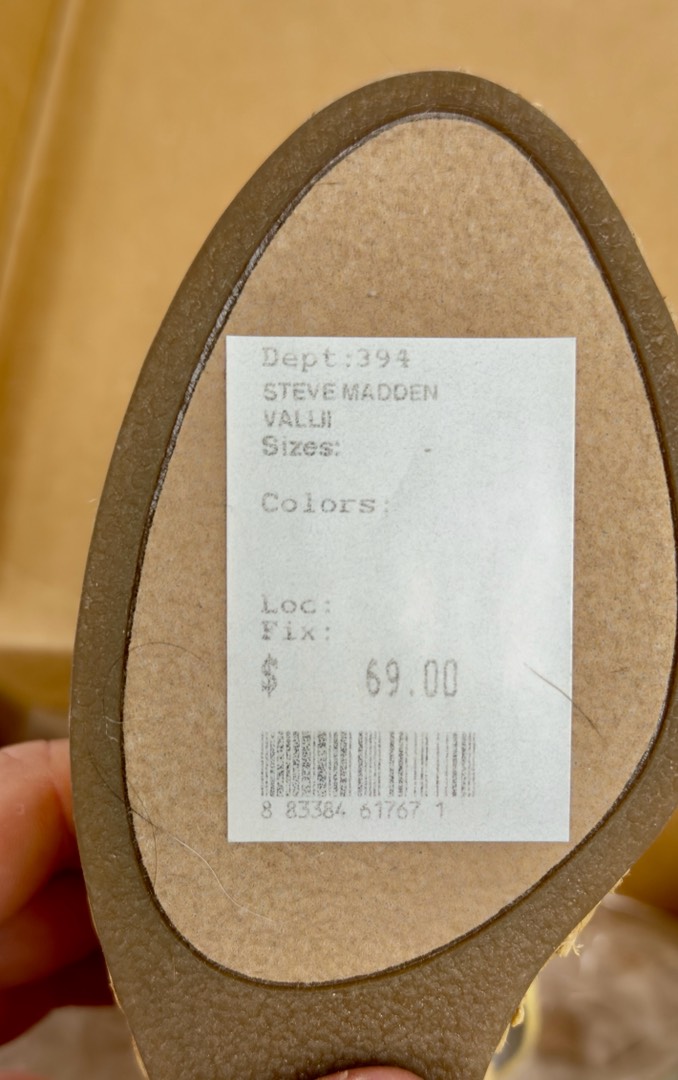 Dept:394
STEVE MADDEN
VALLII
Sizes: -
Colors:
Loc:
Fix:
$ 69.00
8 83384 61767 1